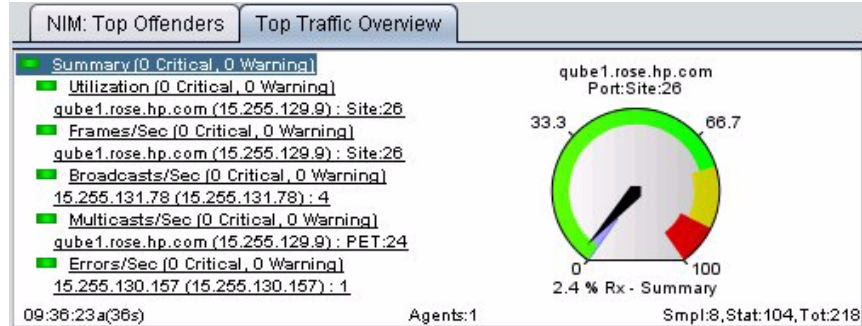 NIM: Top Offenders
Top Traffic Overview
Summary (0 Critical, 0 Warning)
Utilization (0 Critical, 0 Warning)
qube1.rose.hp.com (15.255.129.9) : Site:26
Frames/Sec (0 Critical, 0 Warning)
qube1.rose.hp.com (15.255.129.9) : Site:26
Broadcasts/Sec (0 Critical, 0 Warning)
15.255.131.78 (15.255.131.78) : 4
Multicasts/Sec (0 Critical, 0 Warning)
qube1.rose.hp.com (15.255.129.9) : PET:24
Errors/Sec (0 Critical, 0 Warning)
15.255.130.157 (15.255.130.157) : 1
qube1.rose.hp.com
Port:Site:26
33.3
66.7
0
100
2.4 % Rx - Summary
09:36:23a(36s)
Agents:1
Smpl:8,Stat:104,Tot:218